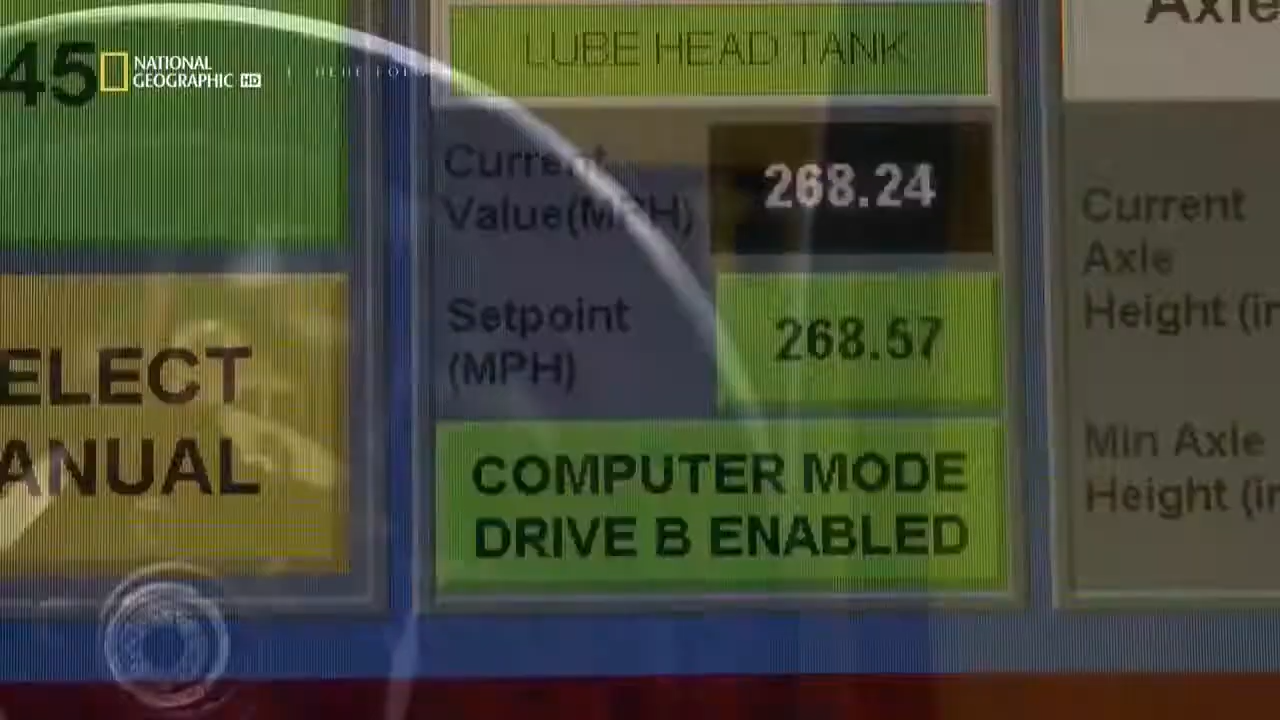 45
NATIONAL
GEOGRAPHIC HD
LUBE HEAD TANK
Current
Value(MPH)
268.24
Setpoint
(MPH)
268.57
COMPUTER MODE
DRIVE B ENABLED
ELECT
ANUAL
Axle
Current
Axle
Height (in
Min Axle
Height (in